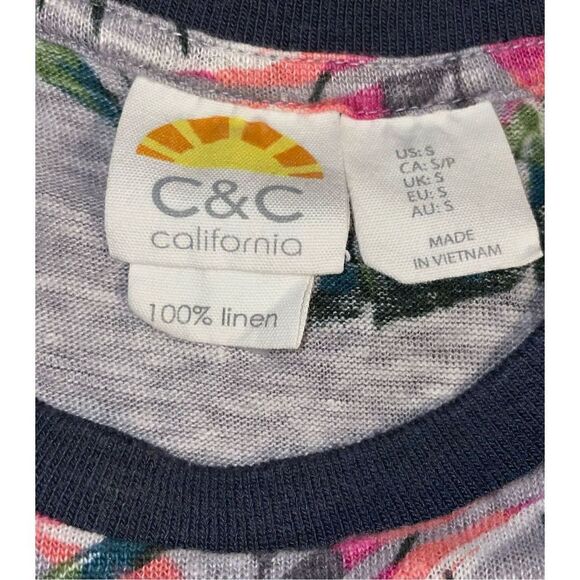 C&C
california
100% linen
US: S
CA: S/P
UK: S
EU: S
AU: S
MADE
IN VIETNAM